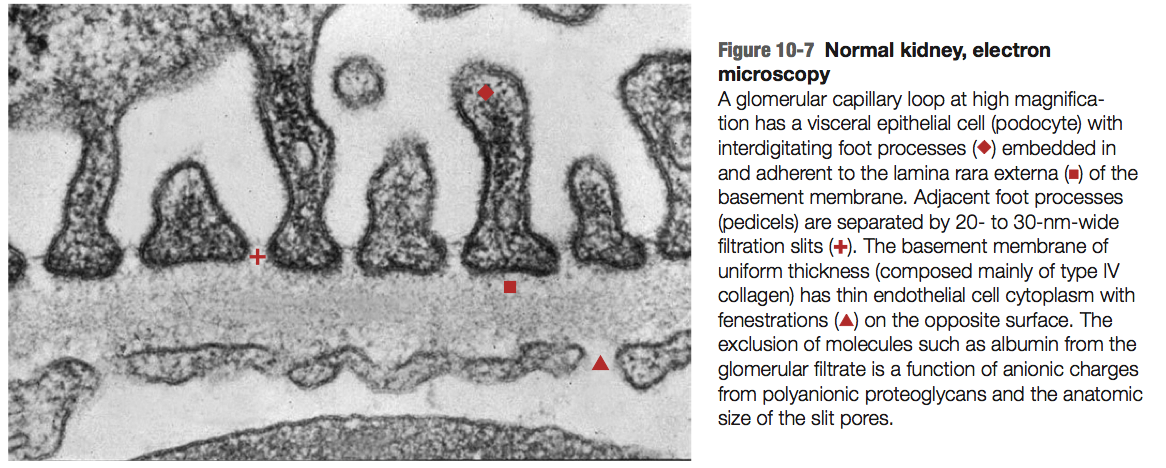 Figure 10-7 Normal kidney, electron
microscopy
A glomerular capillary loop at high magnifica-
tion has a visceral epithelial cell (podocyte) with
interdigitating foot processes (◆) embedded in
and adherent to the lamina rara externa (■) of the
basement membrane. Adjacent foot processes
(pedicels) are separated by 20- to 30-nm-wide
filtration slits (+). The basement membrane of
uniform thickness (composed mainly of type IV
collagen) has thin endothelial cell cytoplasm with
fenestrations (▲) on the opposite surface. The
exclusion of molecules such as albumin from the
glomerular filtrate is a function of anionic charges
from polyanionic proteoglycans and the anatomic
size of the slit pores.